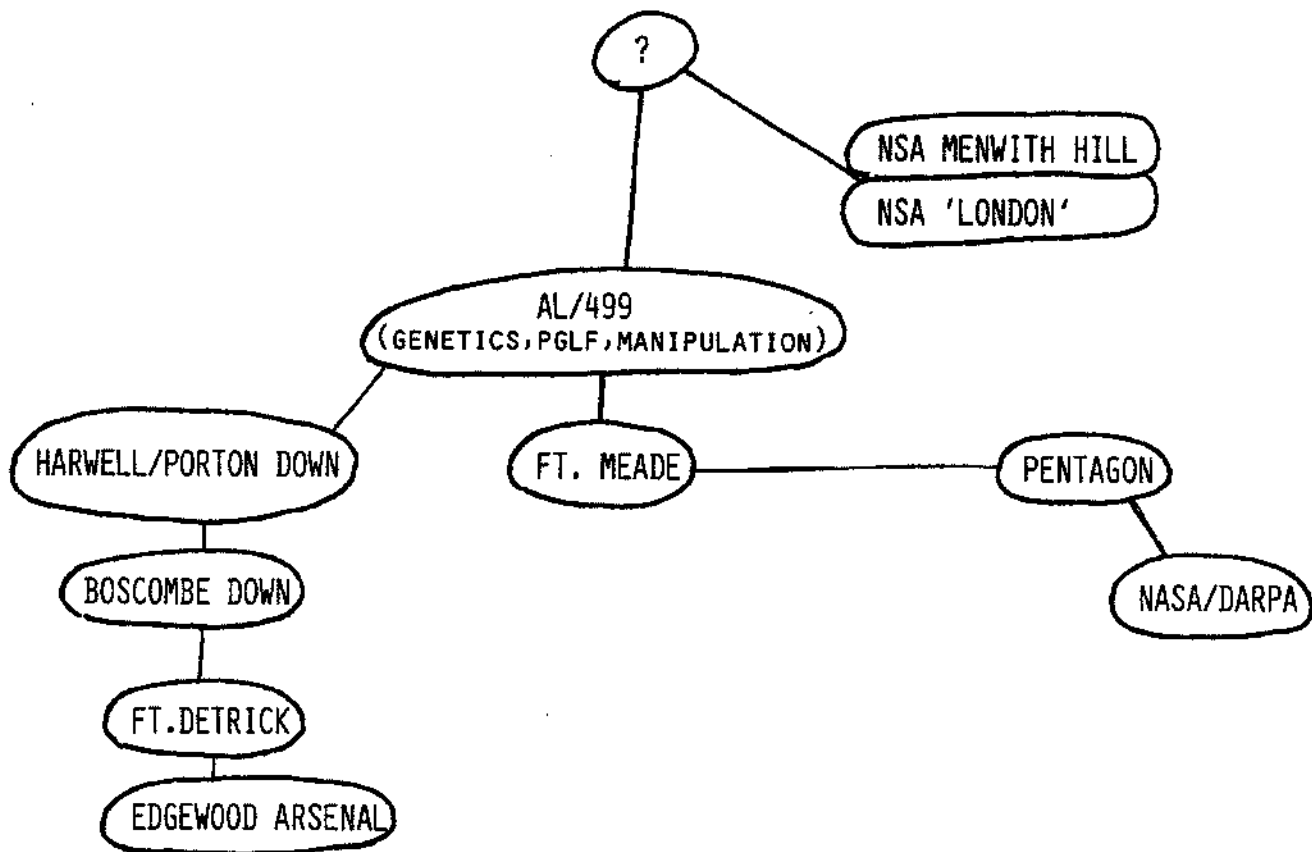 ?
NSA MENWITH HILL
NSA 'LONDON'
AL/499
(GENETICS,PGLF,MANIPULATION)
HARWELL/PORTON DOWN
FT. MEADE
PENTAGON
BOSCOMBE DOWN
NASA/DARPA
FT.DETRICK
EDGEWOOD ARSENAL